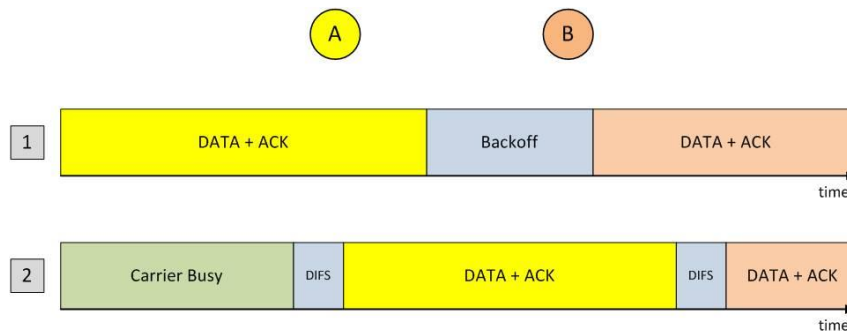 A B
1 DATA + ACK Backoff DATA + ACK
time
2 Carrier Busy DIFS DATA + ACK DIFS DATA + ACK
time